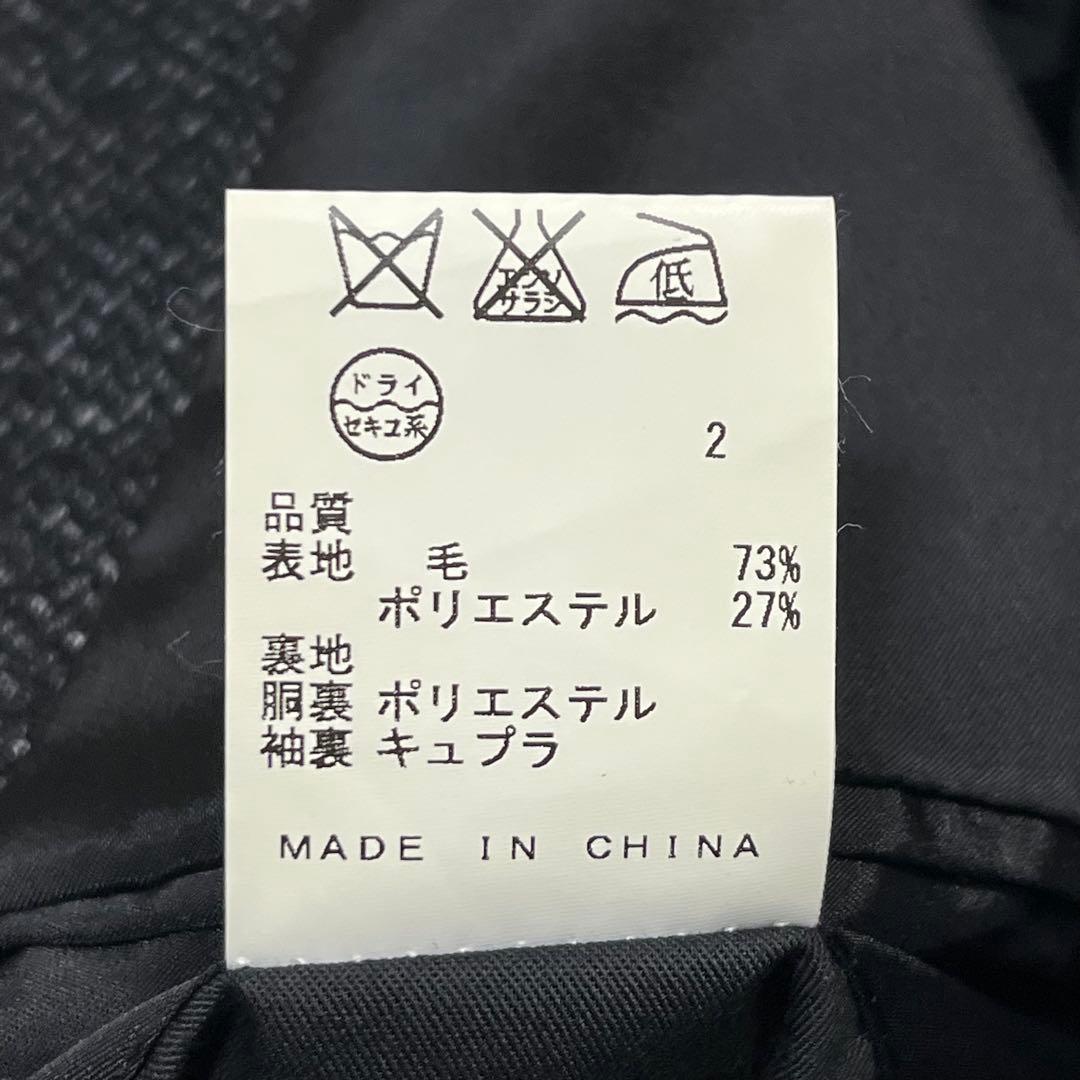 エンソ
サラシ
低
ドライ
セキユ系
2
品質
表地 毛 73%
ポリエステル 27%
裏地
胴裏 ポリエステル
袖裏 キュプラ
MADE IN CHINA